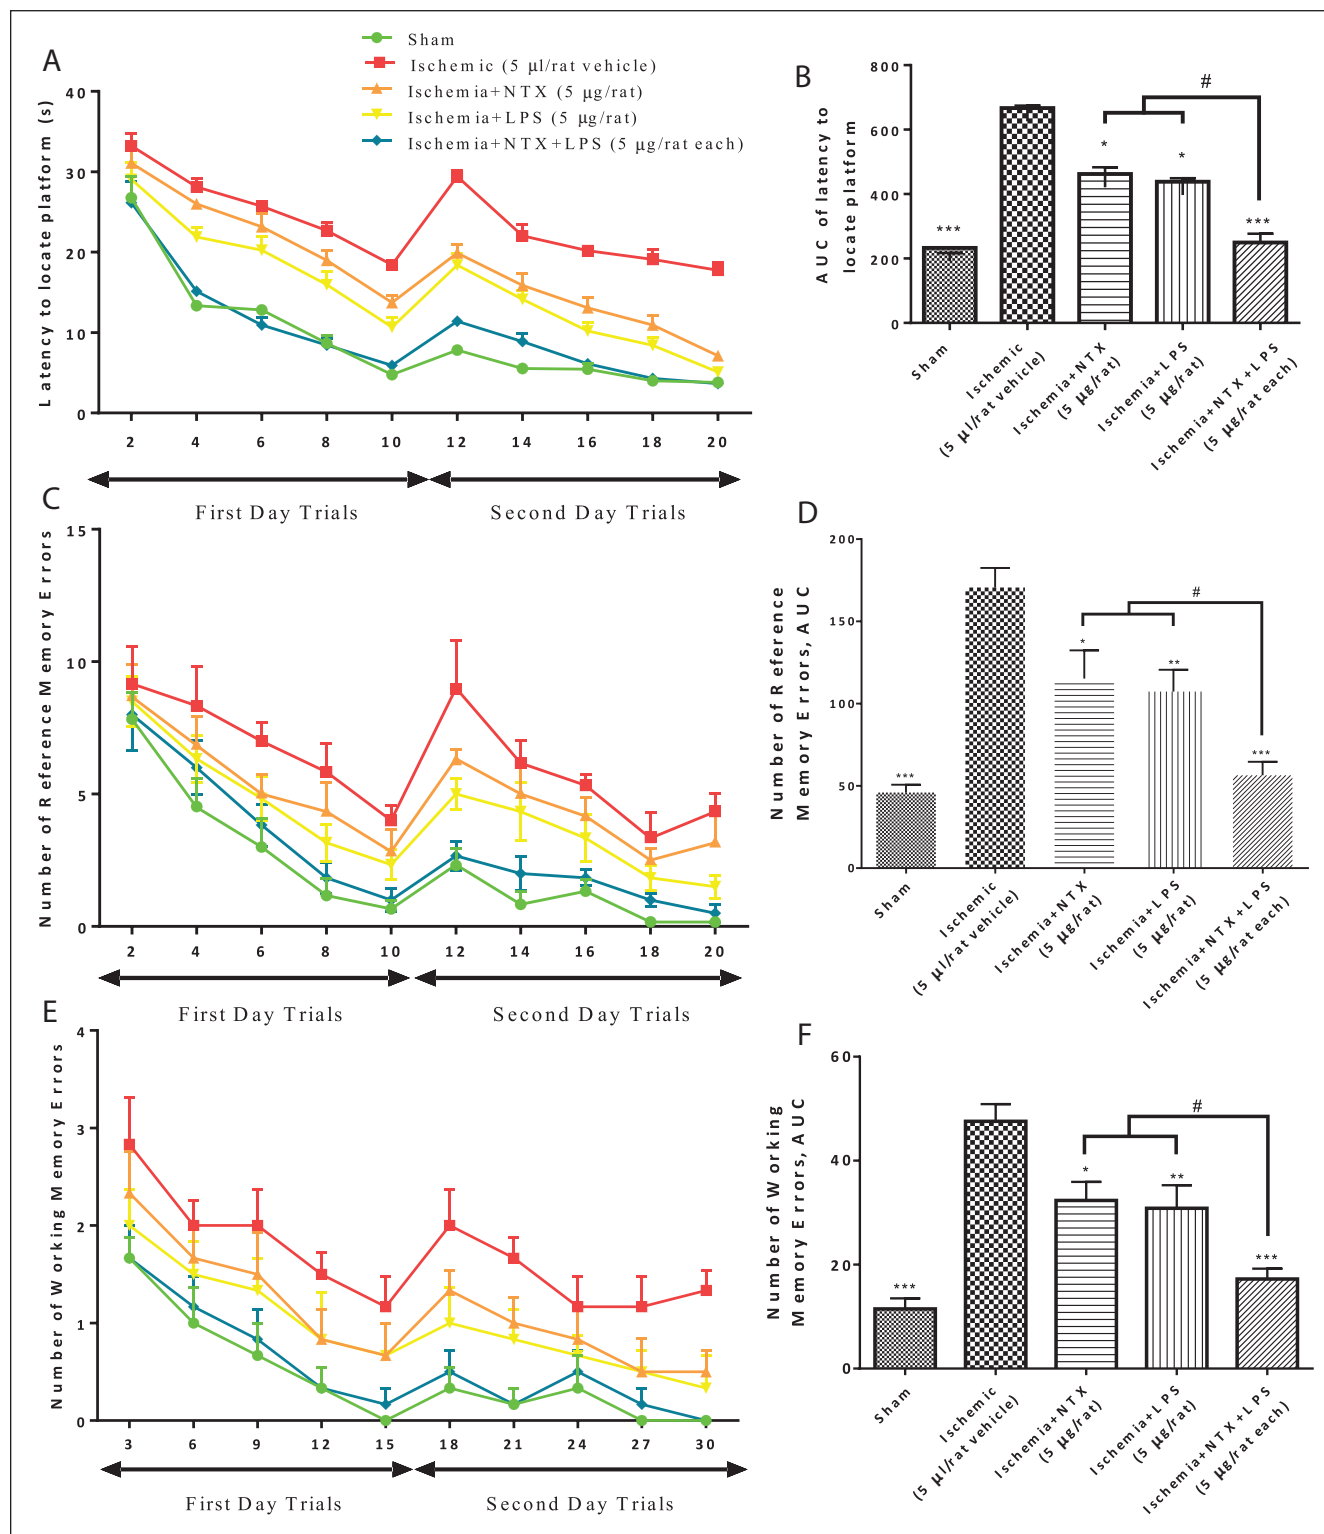 A
Sham
Ischemic (5 µl/rat vehicle)
Ischemia+NTX (5 µg/rat)
Ischemia+LPS (5 µg/rat)
Ischemia+NTX+LPS (5 µg/rat each)
Latency to locate platform (s)
40
30
20
10
0
2 4 6 8 10 12 14 16 18 20
First Day Trials Second Day Trials
B
AUC of latency to
locate platform
800
600
400
200
0
***
*
*
***
#
Sham
Ischemic
(5 µl/rat vehicle)
Ischemia+NTX
(5 µg/rat)
Ischemia+LPS
(5 µg/rat)
Ischemia+NTX+LPS
(5 µg/rat each)
C
Number of Reference Memory Errors
15
10
5
0
2 4 6 8 10 12 14 16 18 20
First Day Trials Second Day Trials
D
Number of Reference
Memory Errors, AUC
200
150
100
50
0
***
*
**
***
#
Sham
Ischemic
(5 µl/rat vehicle)
Ischemia+NTX
(5 µg/rat)
Ischemia+LPS
(5 µg/rat)
Ischemia+NTX+LPS
(5 µg/rat each)
E
Number of Working Memory Errors
4
3
2
1
0
3 6 9 12 15 18 21 24 27 30
First Day Trials Second Day Trials
F
Number of Working
Memory Errors, AUC
60
40
20
0
***
*
**
***
#
Sham
Ischemic
(5 µl/rat vehicle)
Ischemia+NTX
(5 µg/rat)
Ischemia+LPS
(5 µg/rat)
Ischemia+NTX+LPS
(5 µg/rat each)